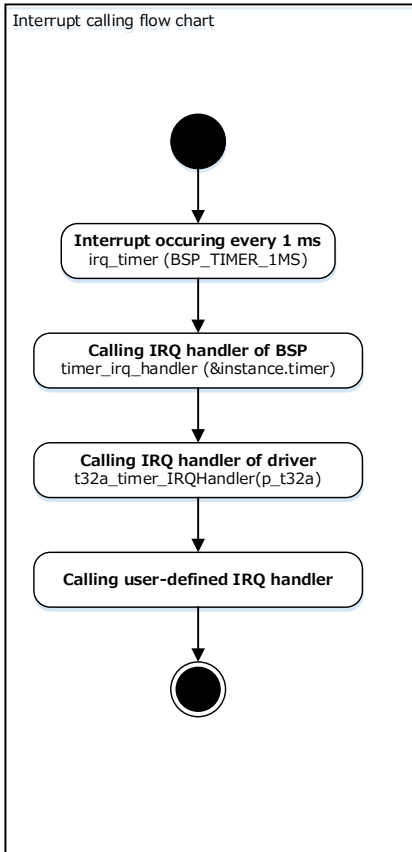 Interrupt calling flow chart
Interrupt occuring every 1 ms
irq_timer (BSP_TIMER_1MS)
Calling IRQ handler of BSP
timer_irq_handler (&instance.timer)
Calling IRQ handler of driver
t32a_timer_IRQHandler(p_t32a)
Calling user-defined IRQ handler